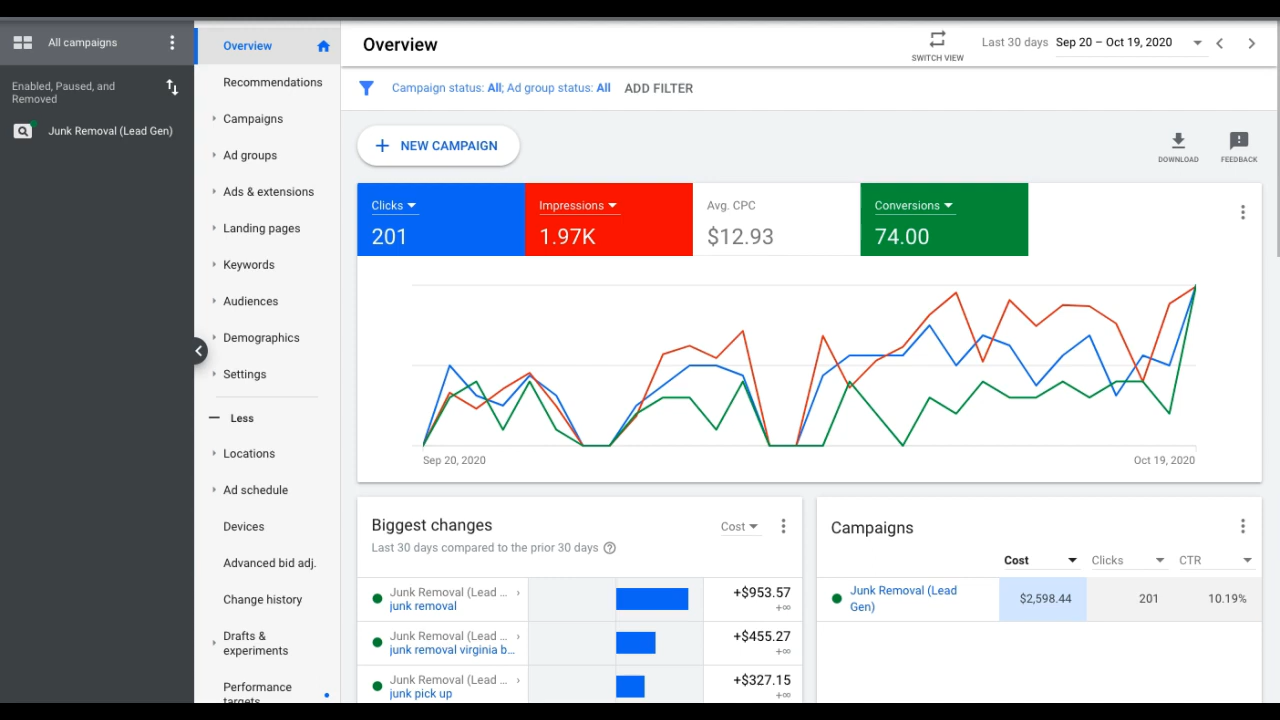 All campaigns
Enabled, Paused, and
Removed
Junk Removal (Lead Gen)
Overview
Recommendations
Campaigns
Ad groups
Ads & extensions
Landing pages
Keywords
Audiences
Demographics
Settings
Less
Locations
Ad schedule
Devices
Advanced bid adj.
Change history
Drafts &
experiments
Performance
targets
Overview
SWITCH VIEW
Last 30 days Sep 20 – Oct 19, 2020
Campaign status: All; Ad group status: All ADD FILTER
NEW CAMPAIGN
DOWNLOAD
FEEDBACK
Clicks
201
Impressions
1.97K
Avg. CPC
$12.93
Conversions
74.00
Sep 20, 2020
Oct 19, 2020
Biggest changes
Cost
Last 30 days compared to the prior 30 days
Junk Removal (Lead ...
junk removal
+$953.57
+∞
Junk Removal (Lead ...
junk removal virginia b...
+$455.27
+∞
Junk Removal (Lead ...
junk pick up
+$327.15
+∞
Campaigns
Cost Clicks CTR
Junk Removal (Lead
Gen)
$2,598.44 201 10.19%